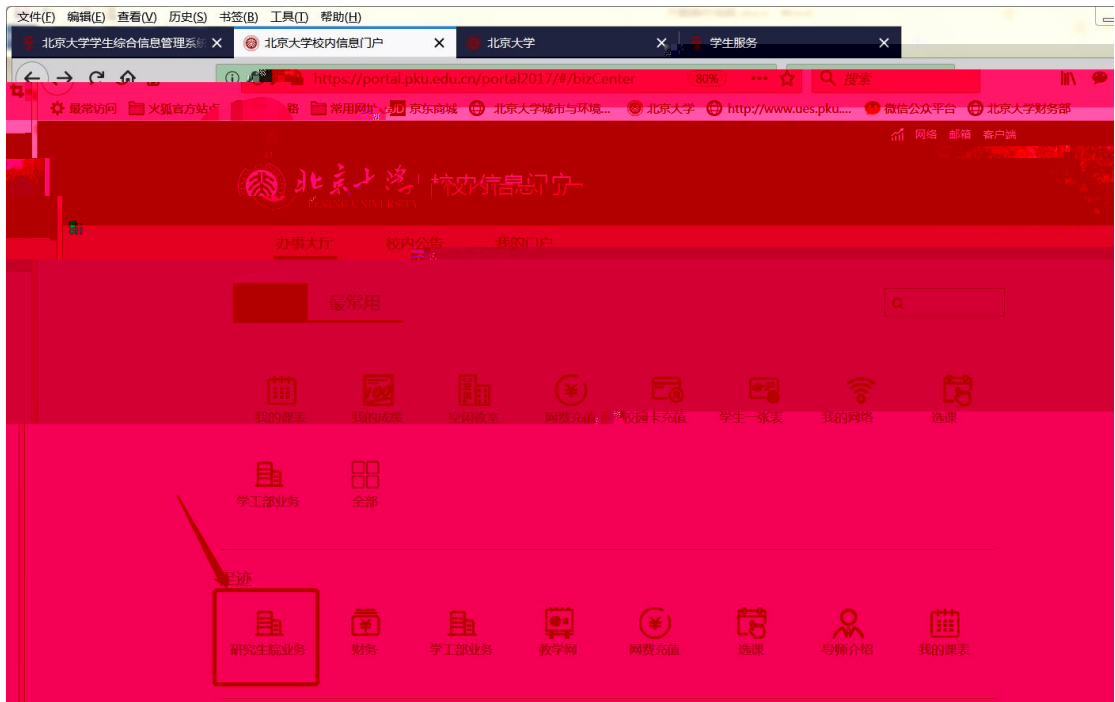 文件(F) 编辑(E) 查看(V) 历史(S) 书签(B) 工具(T) 帮助(H)
北京大学学生综合信息管理系统 北京大学校内信息门户 北京大学 学生服务
https://portal.pku.edu.cn/portal2017/#/bizCenter 80% 搜索
最常访问 火狐官方站点 常用网址 JD 京东商城 北京大学城市与环境... 北京大学 http://www.ues.pku.... 微信公众平台 北京大学财务部
网络 邮箱 客户端
北京大学 校内信息门户
PEKING UNIVERSITY
办事大厅 校内公告 我的门户
最常用
我的课表 我的成绩 空闲教室 网费充值 校园卡充值 学生一张表 我的网络 选课
学工部业务 全部
足迹
研究生院业务 财务 学工部业务 教学网 网费充值 选课 导师介绍 我的课表